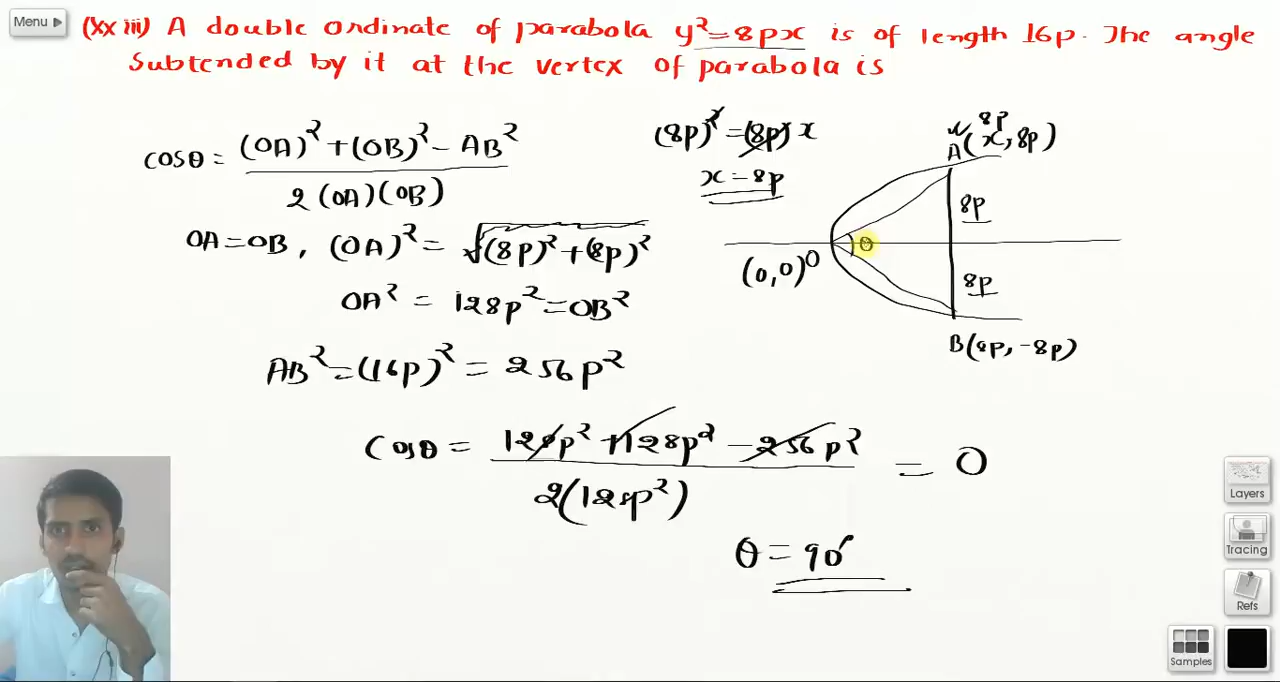 Menu
(xxiii) A double ordinate of parabola y²=8px is of length 16p. The angle
Subtended by it at the vertex of parabola is
cosθ = (OA)² + (OB)² - AB² / 2(OA)(OB)
(8p)² = (8p) x
x = 8p
8p
A(x, 8p)
8p
θ
(0,0) O
8p
B(8p, -8p)
OA = OB, (OA)² = √(8p)² + (8p)²
OA² = 128p² = OB²
AB² = (16p)² = 256p²
cosθ = 128p² + 128p² - 256p² / 2(128p²) = 0
θ = 90°
Layers
Tracing
Refs
Samples